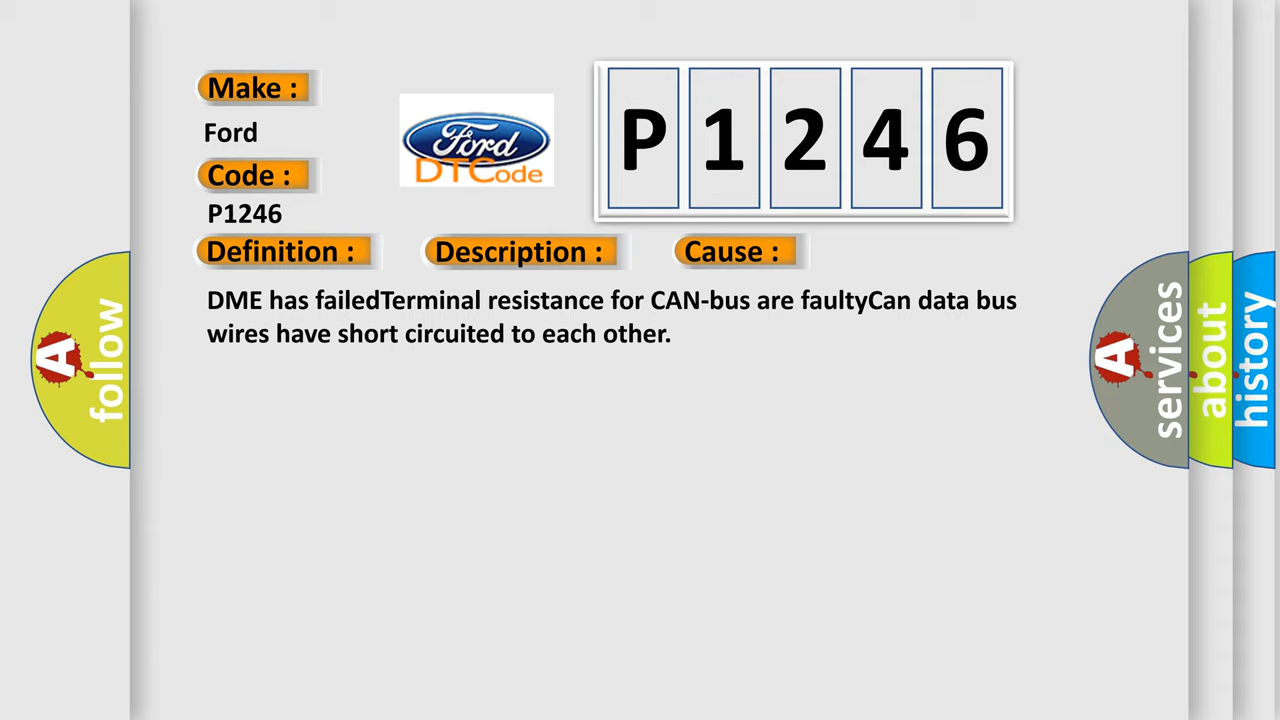 Make :
Ford
Code :
P1246
Ford
DTCode
P 1 2 4 6
Definition :
Description :
Cause :
DME has failedTerminal resistance for CAN-bus are faultyCan data bus
wires have short circuited to each other.
A follow
A services
about
history